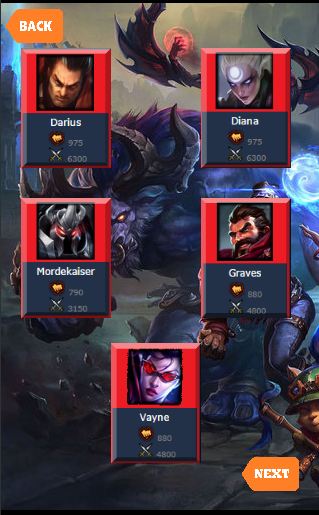 BACK
Darius
975
6300
Diana
975
6300
Mordekaiser
790
3150
Graves
880
4800
Vayne
880
4800
NEXT